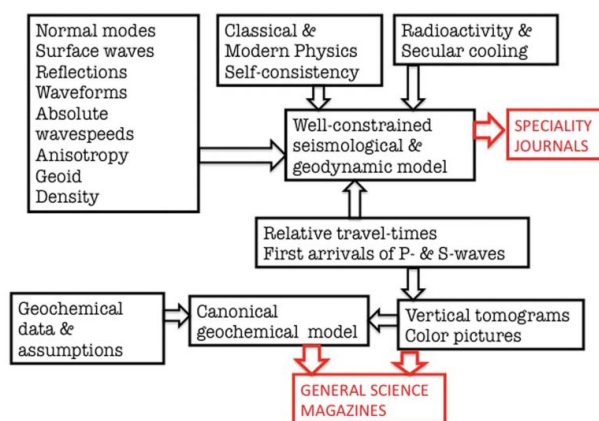 Normal modes
Surface waves
Reflections
Waveforms
Absolute
wavespeeds
Anisotropy
Geoid
Density
Classical &
Modern Physics
Self-consistency
Radioactivity &
Secular cooling
Well-constrained
seismological &
geodynamic model
SPECIALITY
JOURNALS
Relative travel-times
First arrivals of P- & S-waves
Geochemical
data &
assumptions
Canonical
geochemical model
Vertical tomograms
Color pictures
GENERAL SCIENCE
MAGAZINES